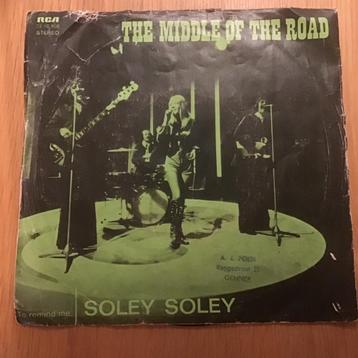 RCA
STEREO
THE MIDDLE OF THE ROAD
To remind me
SOLEY SOLEY